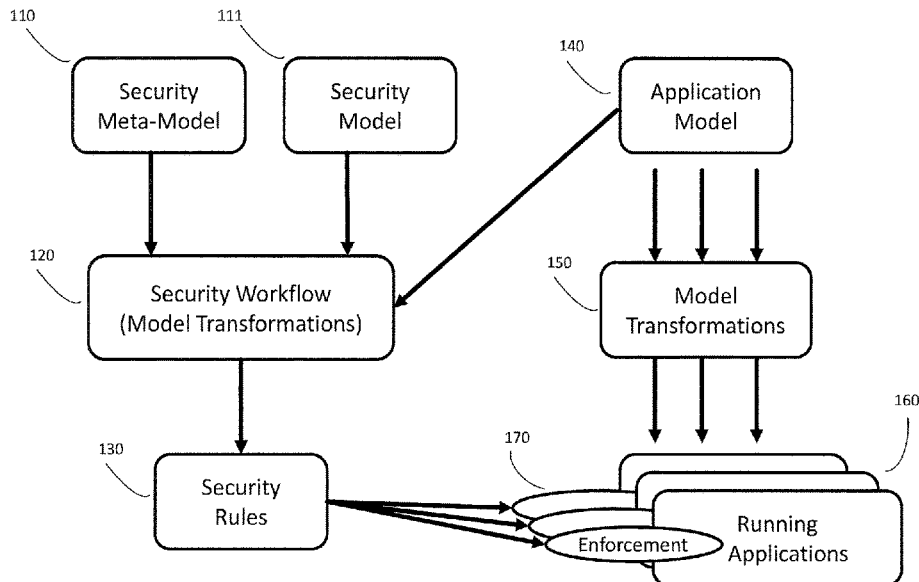 110
111
140
Security
Meta-Model
Security
Model
Application
Model
120
150
Security Workflow
(Model Transformations)
Model
Transformations
130
170
160
Security
Rules
Enforcement
Running
Applications